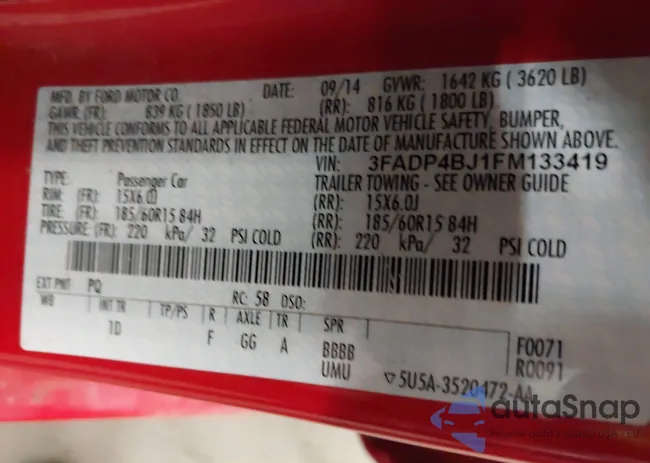 MFD. BY FORD MOTOR CO. DATE: 09/14 GVWR: 1642 KG ( 3620 LB)
GAWR: (FR): 839 KG ( 1850 LB) (RR): 816 KG ( 1800 LB)
THIS VEHICLE CONFORMS TO ALL APPLICABLE FEDERAL MOTOR VEHICLE SAFETY, BUMPER,
AND THEFT PREVENTION STANDARDS IN EFFECT ON THE DATE OF MANUFACTURE SHOWN ABOVE.
VIN: 3FADP4BJ1FM133419
TYPE: Passenger Car TRAILER TOWING - SEE OWNER GUIDE
RIM: (FR): 15X6.0J (RR): 15X6.0J
TIRE: (FR): 185/60R15 84H (RR): 185/60R15 84H
PRESSURE: (FR): 220 kPa/ 32 PSI COLD (RR): 220 kPa/ 32 PSI COLD
EXT PNT: PQ RC: 58 DSO:
WB INT TR TP/PS R AXLE TR SPR
1D F GG A BBBB F0071
UMU R0091
▽5U5A-3520472-AA
autaSnap